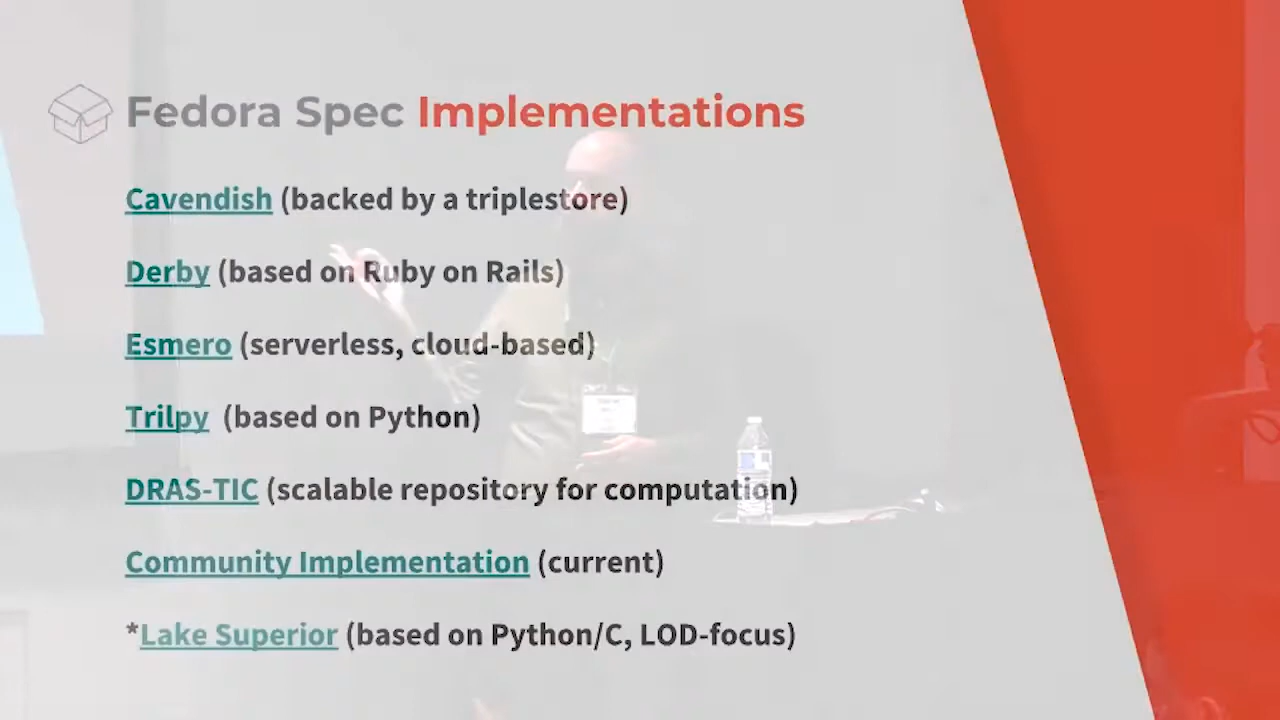 Fedora Spec Implementations
Cavendish (backed by a triplestore)
Derby (based on Ruby on Rails)
Esmero (serverless, cloud-based)
Trilpy (based on Python)
DRAS-TIC (scalable repository for computation)
Community Implementation (current)
*Lake Superior (based on Python/C, LOD-focus)